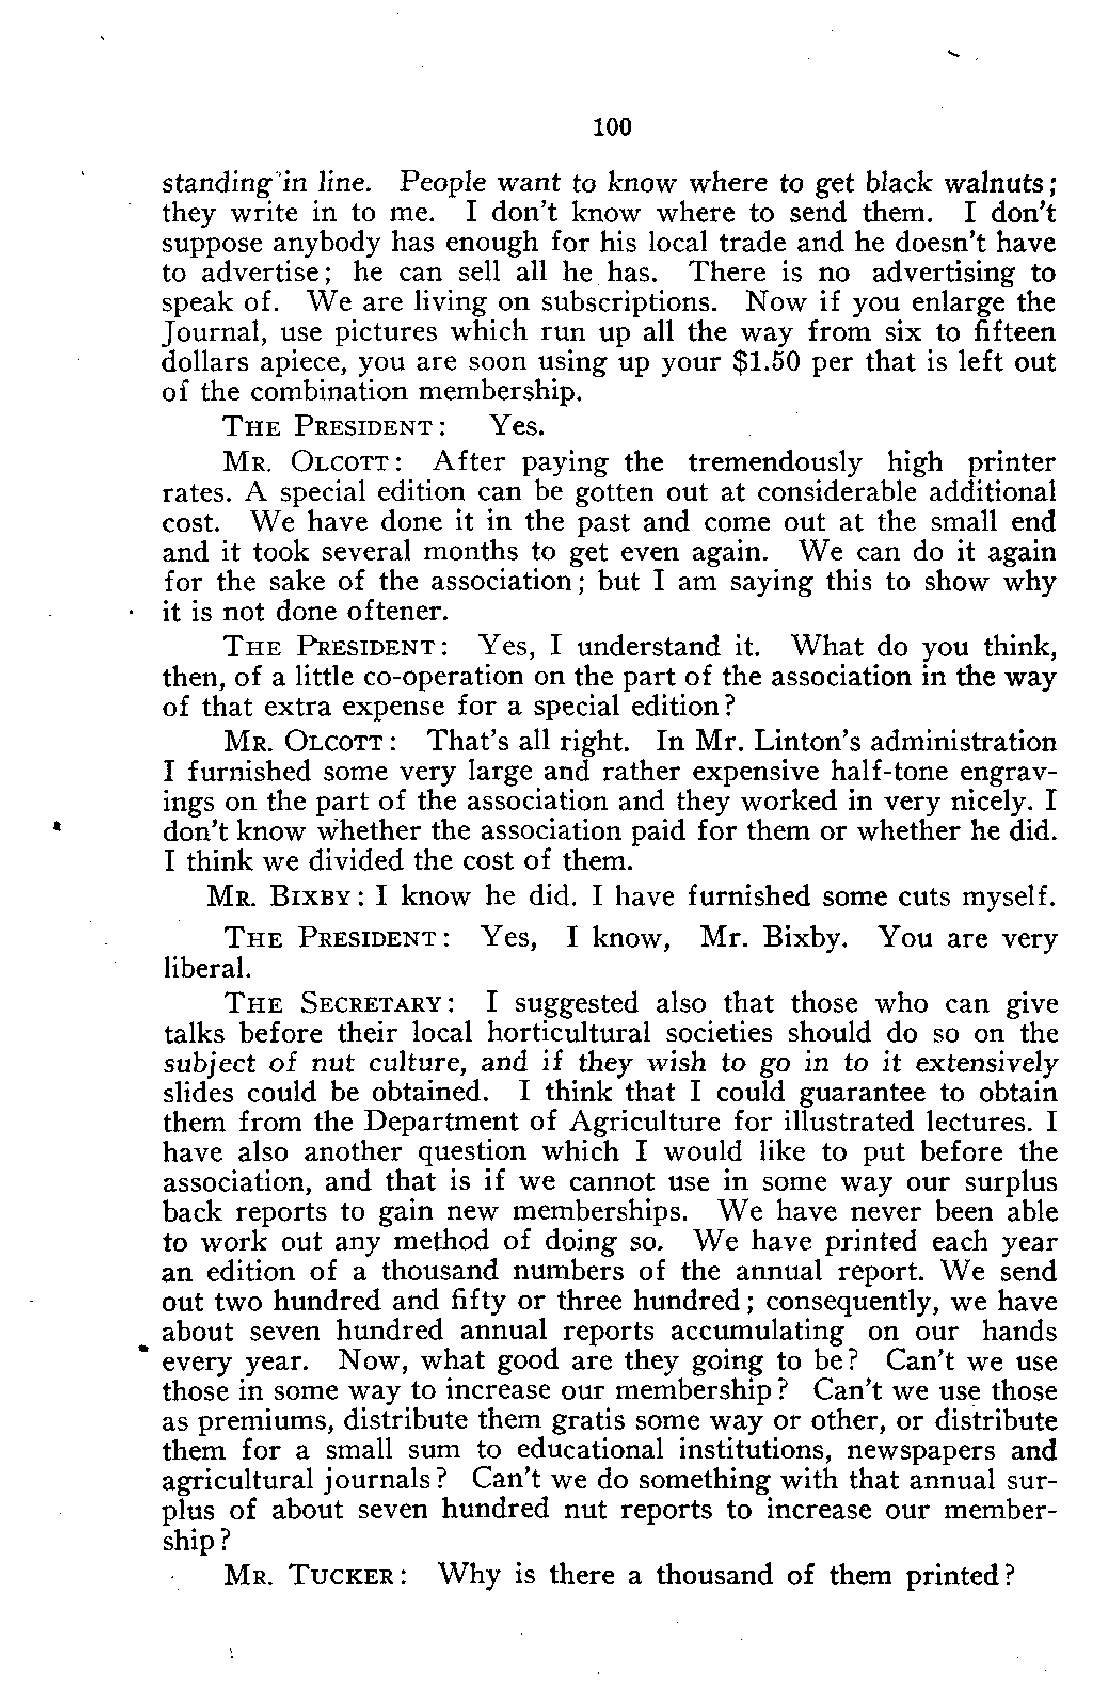 100
standing in line. People want to know where to get black walnuts;
they write in to me. I don't know where to send them. I don't
suppose anybody has enough for his local trade and he doesn't have
to advertise; he can sell all he has. There is no advertising to
speak of. We are living on subscriptions. Now if you enlarge the
Journal, use pictures which run up all the way from six to fifteen
dollars apiece, you are soon using up your $1.50 per that is left out
of the combination membership.
THE PRESIDENT: Yes.
MR. OLCOTT: After paying the tremendously high printer
rates. A special edition can be gotten out at considerable additional
cost. We have done it in the past and come out at the small end
and it took several months to get even again. We can do it again
for the sake of the association; but I am saying this to show why
it is not done oftener.
THE PRESIDENT: Yes, I understand it. What do you think,
then, of a little co-operation on the part of the association in the way
of that extra expense for a special edition?
MR. OLCOTT: That's all right. In Mr. Linton's administration
I furnished some very large and rather expensive half-tone engrav-
ings on the part of the association and they worked in very nicely. I
don't know whether the association paid for them or whether he did.
I think we divided the cost of them.
MR. BIXBY: I know he did. I have furnished some cuts myself.
THE PRESIDENT: Yes, I know, Mr. Bixby. You are very
liberal.
THE SECRETARY: I suggested also that those who can give
talks before their local horticultural societies should do so on the
subject of nut culture, and if they wish to go in to it extensively
slides could be obtained. I think that I could guarantee to obtain
them from the Department of Agriculture for illustrated lectures. I
have also another question which I would like to put before the
association, and that is if we cannot use in some way our surplus
back reports to gain new memberships. We have never been able
to work out any method of doing so. We have printed each year
an edition of a thousand numbers of the annual report. We send
out two hundred and fifty or three hundred; consequently, we have
about seven hundred annual reports accumulating on our hands
every year. Now, what good are they going to be? Can't we use
those in some way to increase our membership? Can't we use those
as premiums, distribute them gratis some way or other, or distribute
them for a small sum to educational institutions, newspapers and
agricultural journals? Can't we do something with that annual sur-
plus of about seven hundred nut reports to increase our member-
ship?
MR. TUCKER: Why is there a thousand of them printed?